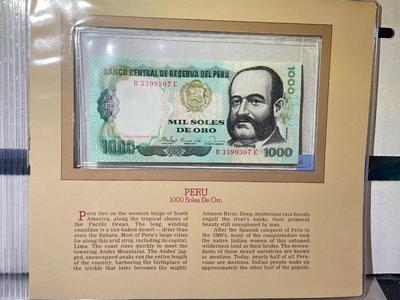 BANCO CENTRAL DE RESERVA DEL PERU
B 3399307 E
1000
MIL SOLES
DE ORO
B 3399307 E
1000
1000
PERU
1000 Soles De Oro
Peru lies on the western bulge of South
America, along the tropical shores of
the Pacific Ocean. The long, winding
coastline is a sun-baked desert — drier
than even the Sahara. Most of Peru's large cities
lie along this arid strip, including its capital,
Lima. The coast rises quickly to meet the
towering Andes Mountains. The Andes' jag-
ged, snowcapped peaks run the entire length
of the country, harboring the birthplace of
the trickle that later becomes the mighty
Amazon River. Deep, mysterious rain forests
engulf the river's banks, their primeval
beauty still unspoiled by man.
After the Spanish conquest of Peru in
the 1500's, many of the conquistadors took
the native Indian women of this untamed
wilderness land as their brides. The descen-
dants of these mixed ancestries are known
as mestizo. Today, nearly half of all Peru-
vians are mestizo. Indian people make up
approximately the other half of the popula-